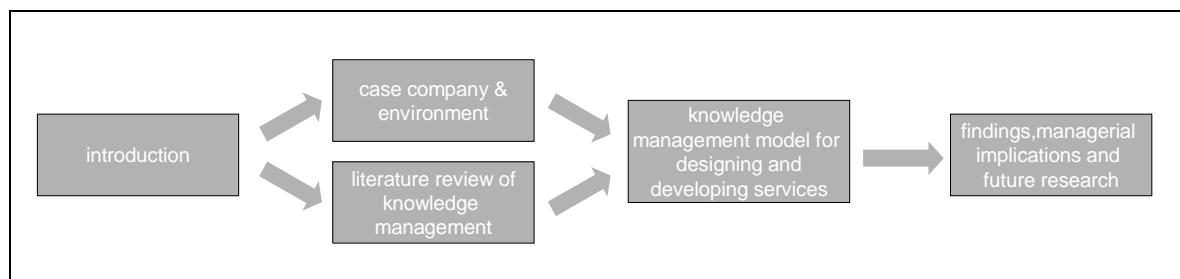 introduction
case company &
environment
literature review of
knowledge
management
knowledge
management model for
designing and
developing services
findings,managerial
implications and
future research